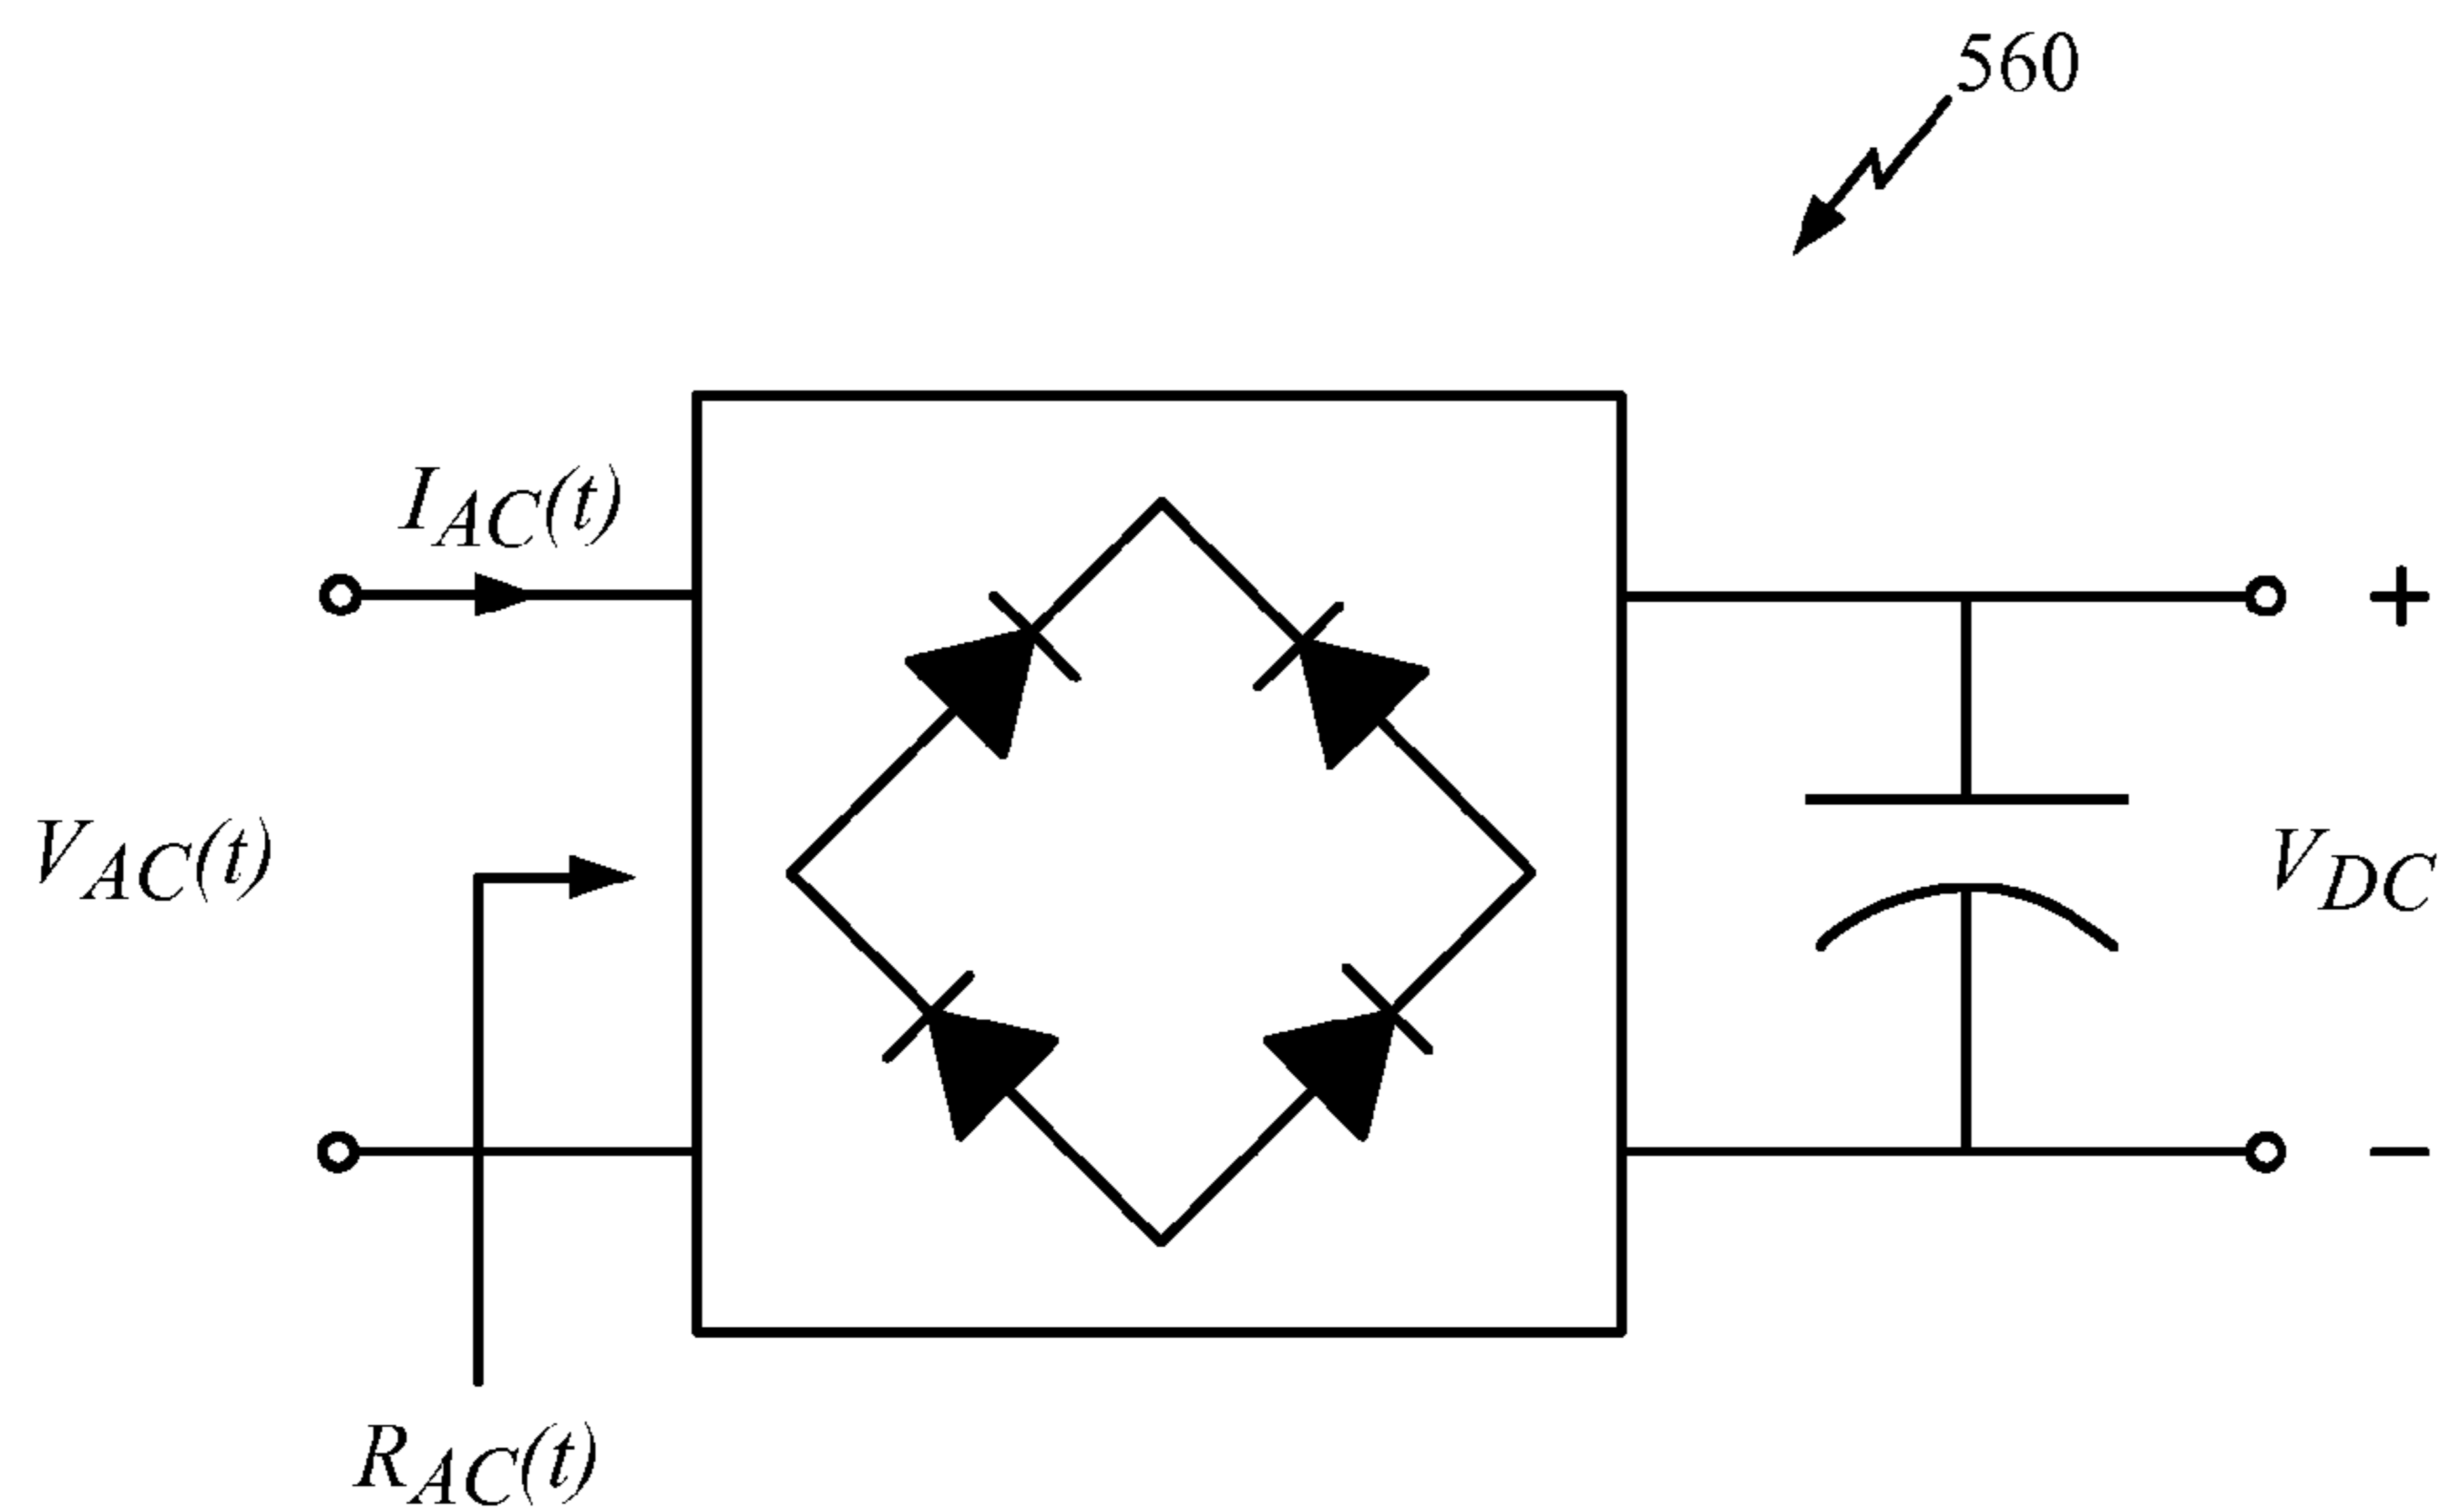 560
I_AC(t)
+
V_AC(t)
V_DC
−
R_AC(t)